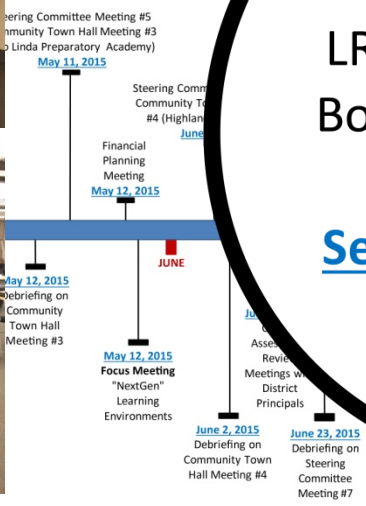 eering Committee Meeting #5
mmunity Town Hall Meeting #3
o Linda Preparatory Academy)
May 11, 2015
Steering Comm
Community To
#4 (Highlan
June
Financial
Planning
Meeting
May 12, 2015
LR
Bo
Se
JUNE
May 12, 2015
Debriefing on
Community
Town Hall
Meeting #3
May 12, 2015
Focus Meeting
"NextGen"
Learning
Environments
Ju
Asses
Revie
Meetings w
District
Principals
June 2, 2015
Debriefing on
Community Town
Hall Meeting #4
June 23, 2015
Debriefing on
Steering
Committee
Meeting #7